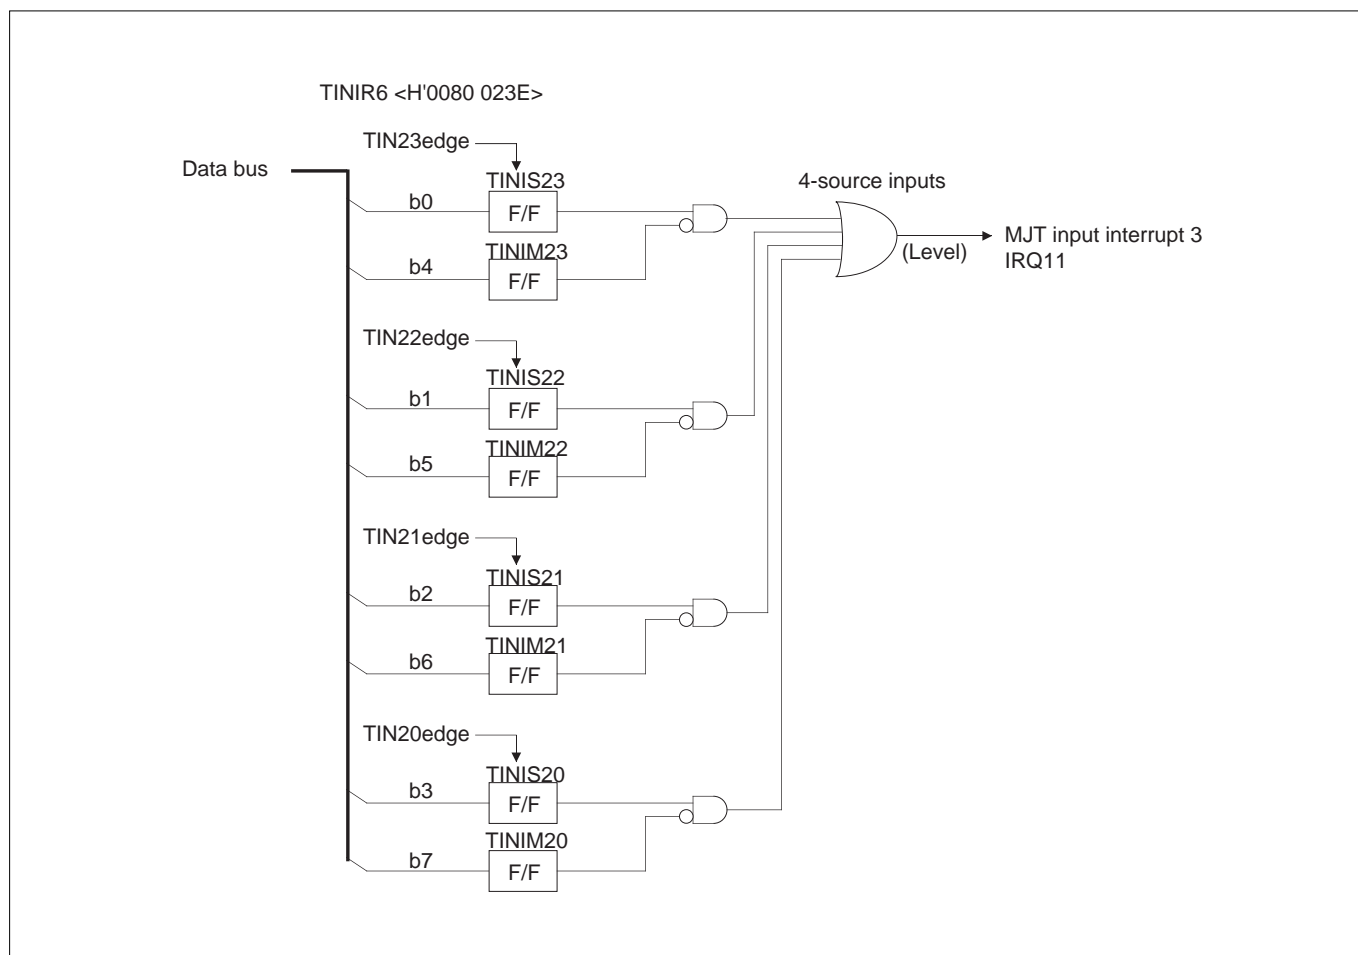 TINIR6 <H'0080 023E>
TIN23edge
Data bus
TINIS23
4-source inputs
b0
F/F
MJT input interrupt 3
(Level)
IRQ11
TINIM23
b4
F/F
TIN22edge
TINIS22
b1
F/F
TINIM22
b5
F/F
TIN21edge
TINIS21
b2
F/F
TINIM21
b6
F/F
TIN20edge
TINIS20
b3
F/F
TINIM20
b7
F/F